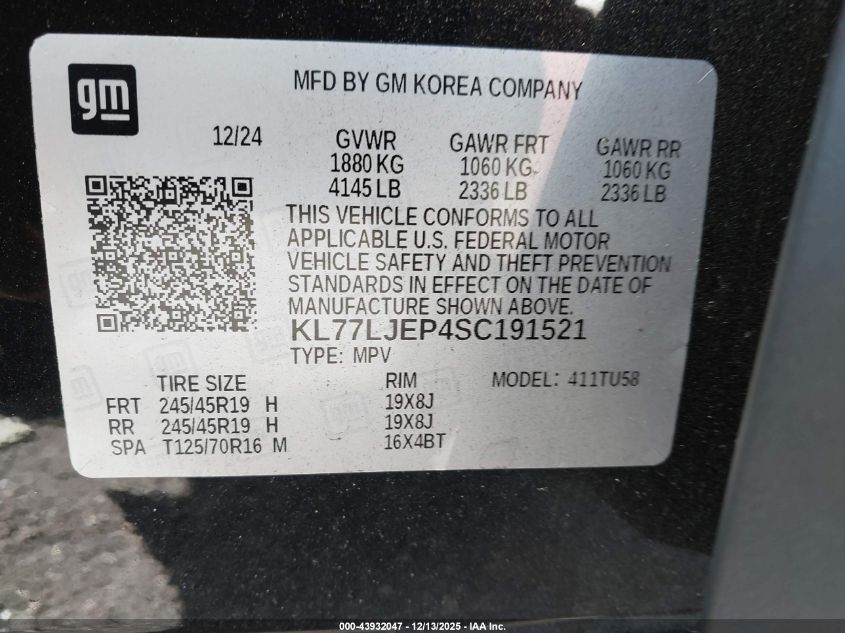 gm
MFD BY GM KOREA COMPANY
12/24 GVWR GAWR FRT GAWR RR
1880 KG 1060 KG 1060 KG
4145 LB 2336 LB 2336 LB
THIS VEHICLE CONFORMS TO ALL
APPLICABLE U.S. FEDERAL MOTOR
VEHICLE SAFETY AND THEFT PREVENTION
STANDARDS IN EFFECT ON THE DATE OF
MANUFACTURE SHOWN ABOVE.
KL77LJEP4SC191521
TYPE: MPV
TIRE SIZE RIM MODEL: 411TU58
FRT 245/45R19 H 19X8J
RR 245/45R19 H 19X8J
SPA T125/70R16 M 16X4BT
000-43932047 - 12/13/2025 - IAA Inc.